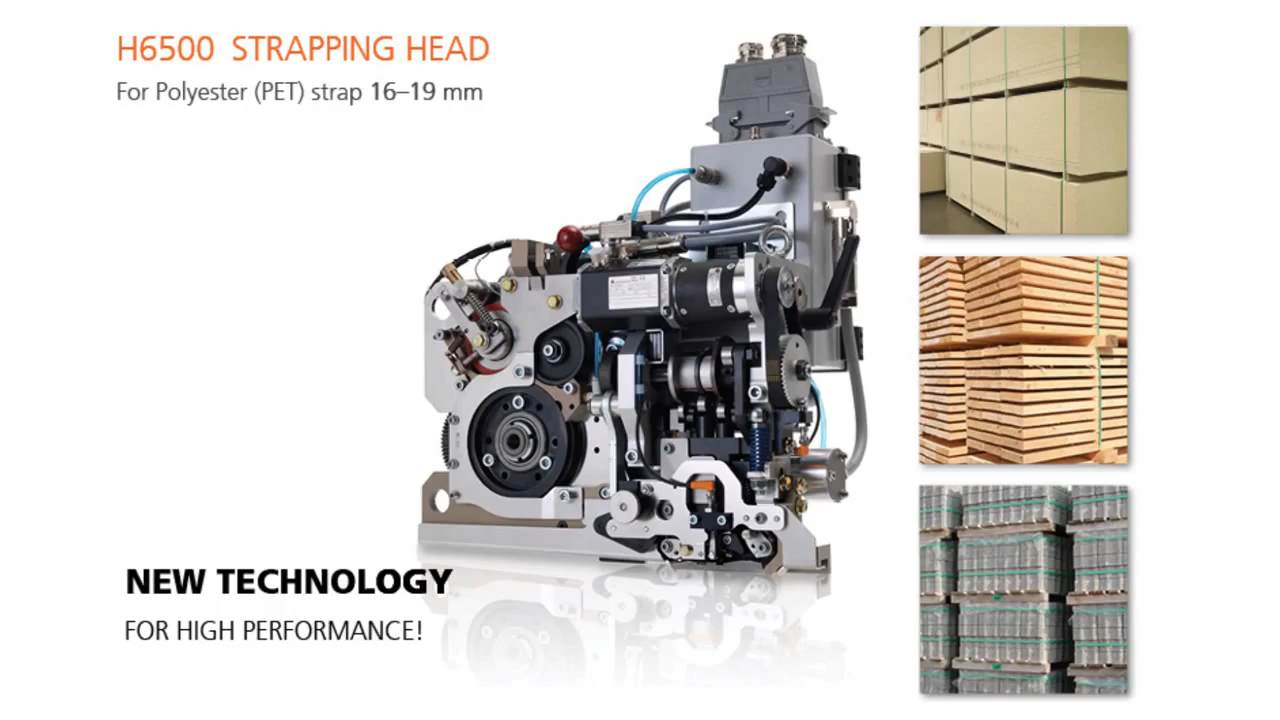 H6500 STRAPPING HEAD
For Polyester (PET) strap 16–19 mm
NEW TECHNOLOGY
FOR HIGH PERFORMANCE!